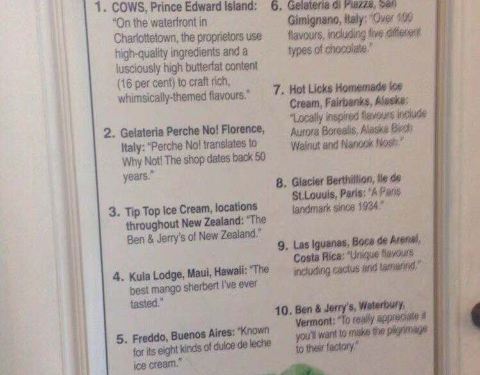 1. COWS, Prince Edward Island:
"On the waterfront in
Charlottetown, the proprietors use
high-quality ingredients and a
lusciously high butterfat content
(16 per cent) to craft rich,
whimsically-themed flavours."
2. Gelateria Perche No! Florence,
Italy: "Perche No! translates to
Why Not! The shop dates back 50
years."
3. Tip Top Ice Cream, locations
throughout New Zealand: "The
Ben & Jerry's of New Zealand."
4. Kula Lodge, Maui, Hawaii: "The
best mango sherbert I've ever
tasted."
5. Freddo, Buenos Aires: "Known
for its eight kinds of dulce de leche
ice cream."
6. Gelateria di Piazza, San
Gimignano, Italy: "Over 100
flavours, including five different
types of chocolate."
7. Hot Licks Homemade Ice
Cream, Fairbanks, Alaska:
"Locally inspired flavours include
Aurora Borealis, Alaska Birch
Walnut and Nanook Nosh."
8. Glacier Berthillion, Ile de
St.Louuis, Paris: "A Paris
landmark since 1934."
9. Las Iguanas, Boca de Arenal,
Costa Rica: "Unique flavours
including cactus and tamarind."
10. Ben & Jerry's, Waterbury,
Vermont: "To really appreciate it
you'll want to make the pilgrimage
to their factory."